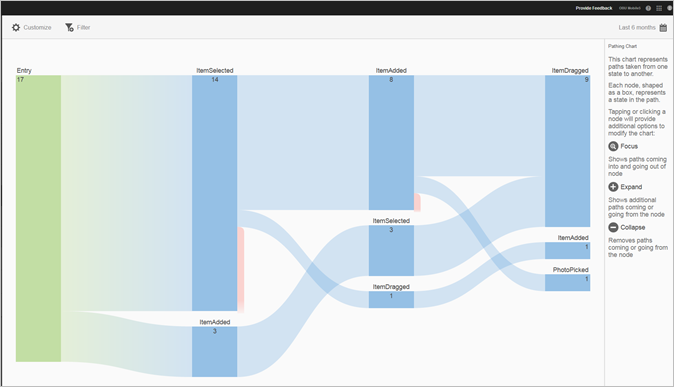 Provide Feedback
Customize
Filter
Last 6 months
Entry
17
ItemSelected
14
ItemAdded
8
ItemDragged
9
ItemSelected
3
ItemAdded
1
ItemDragged
1
PhotoPicked
1
ItemAdded
3
Pathing Chart
This chart represents
paths taken from one
state to another.
Each node, shaped
as a box, represents
a state in the path.
Tapping or clicking a
node will provide
additional options to
modify the chart:
Focus
Shows paths coming
into and going out of
node
Expand
Shows additional
paths coming or
going from the node
Collapse
Removes paths
coming or going from
the node